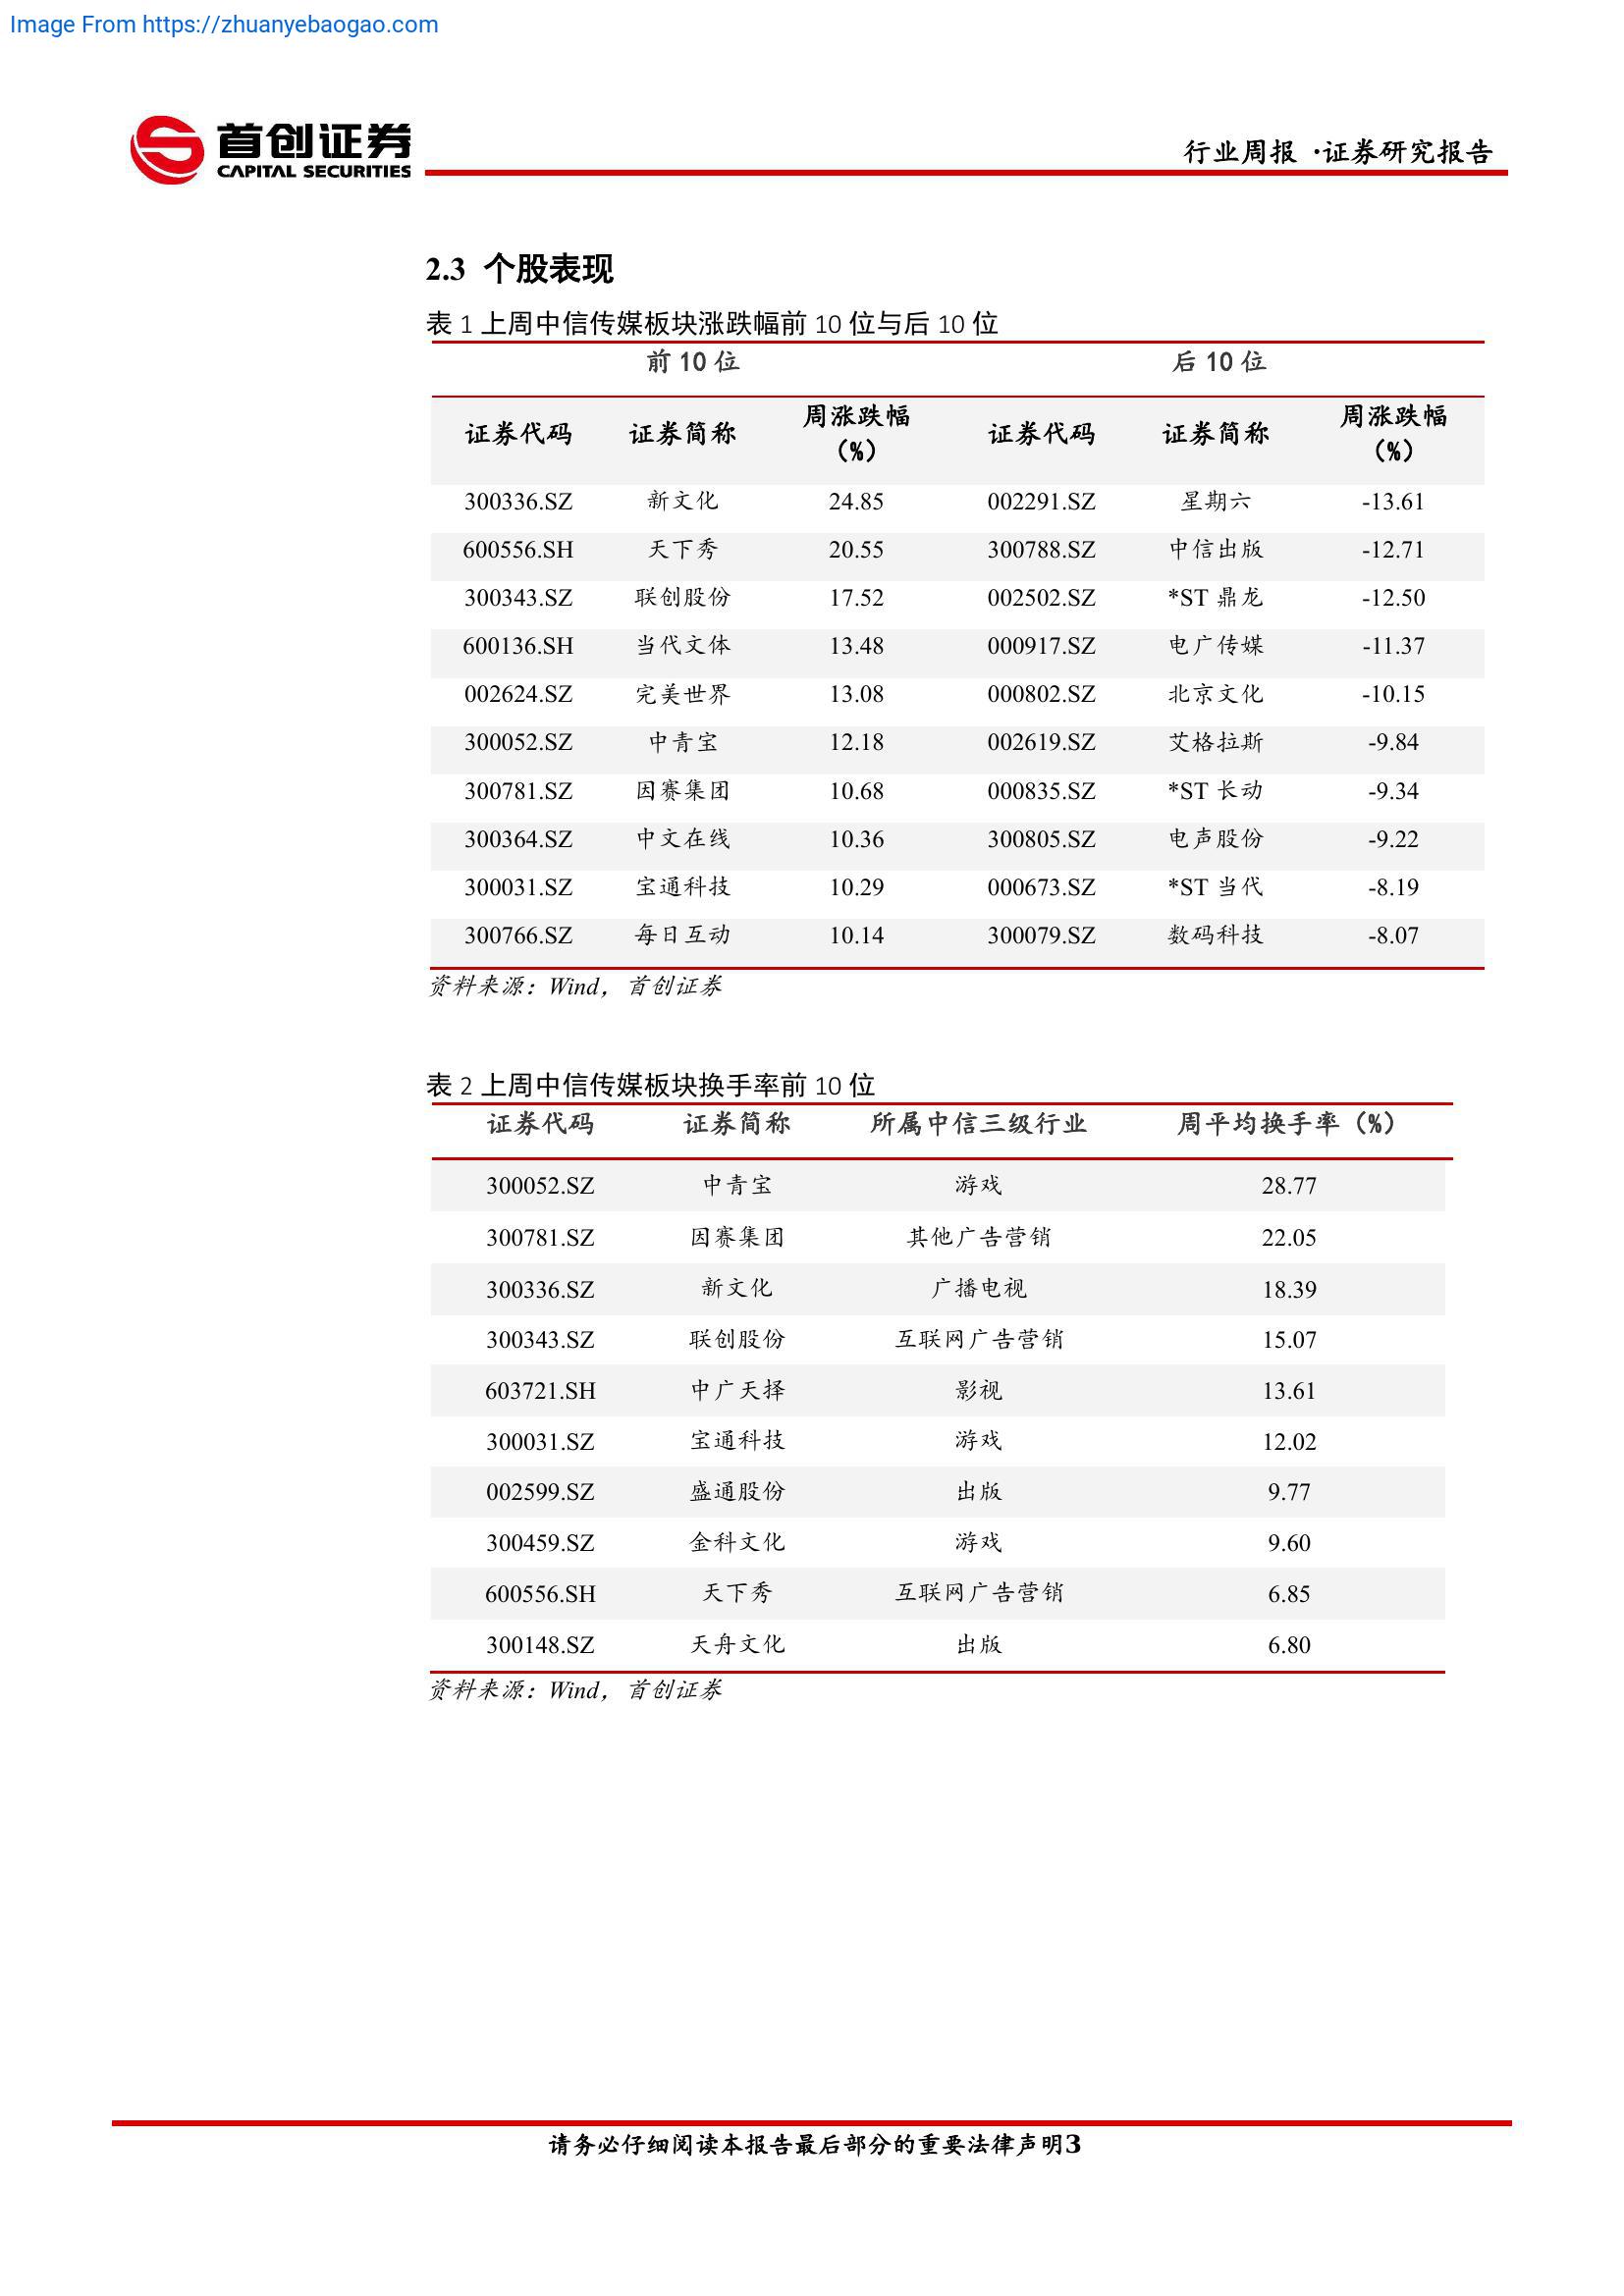 Image From https://zhuanyebaogao.com
首创证券
CAPITAL SECURITIES
行业周报 ·证券研究报告
2.3 个股表现
表 1 上周中信传媒板块涨跌幅前 10 位与后 10 位
前 10 位 后 10 位
证券代码 证券简称 周涨跌幅（%） 证券代码 证券简称 周涨跌幅（%）
300336.SZ 新文化 24.85 002291.SZ 星期六 -13.61
600556.SH 天下秀 20.55 300788.SZ 中信出版 -12.71
300343.SZ 联创股份 17.52 002502.SZ *ST 鼎龙 -12.50
600136.SH 当代文体 13.48 000917.SZ 电广传媒 -11.37
002624.SZ 完美世界 13.08 000802.SZ 北京文化 -10.15
300052.SZ 中青宝 12.18 002619.SZ 艾格拉斯 -9.84
300781.SZ 因赛集团 10.68 000835.SZ *ST 长动 -9.34
300364.SZ 中文在线 10.36 300805.SZ 电声股份 -9.22
300031.SZ 宝通科技 10.29 000673.SZ *ST 当代 -8.19
300766.SZ 每日互动 10.14 300079.SZ 数码科技 -8.07
资料来源：Wind，首创证券
表 2 上周中信传媒板块换手率前 10 位
证券代码 证券简称 所属中信三级行业 周平均换手率（%）
300052.SZ 中青宝 游戏 28.77
300781.SZ 因赛集团 其他广告营销 22.05
300336.SZ 新文化 广播电视 18.39
300343.SZ 联创股份 互联网广告营销 15.07
603721.SH 中广天择 影视 13.61
300031.SZ 宝通科技 游戏 12.02
002599.SZ 盛通股份 出版 9.77
300459.SZ 金科文化 游戏 9.60
600556.SH 天下秀 互联网广告营销 6.85
300148.SZ 天舟文化 出版 6.80
资料来源：Wind，首创证券
请务必仔细阅读本报告最后部分的重要法律声明3